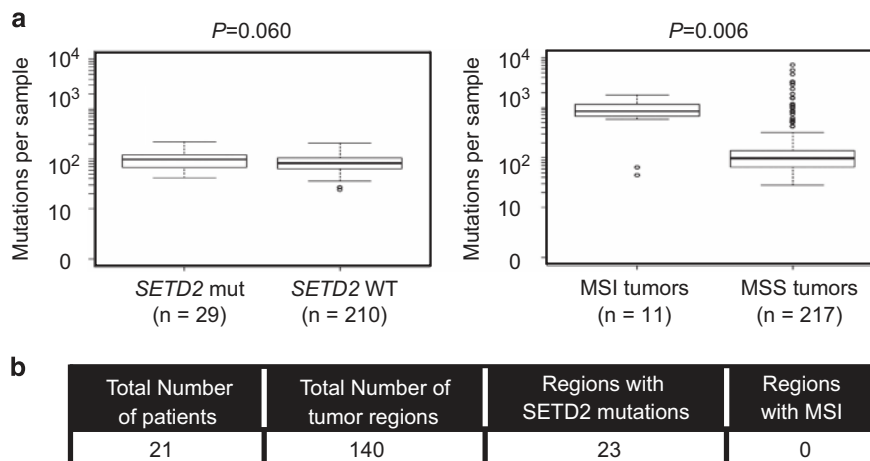 a
P=0.060
Mutations per sample
10⁴
10³
10²
10
0
SETD2 mut
(n = 29)
SETD2 WT
(n = 210)
P=0.006
Mutations per sample
10⁴
10³
10²
10
0
MSI tumors
(n = 11)
MSS tumors
(n = 217)
b
Total Number
of patients
Total Number of
tumor regions
Regions with
SETD2 mutations
Regions
with MSI
21
140
23
0